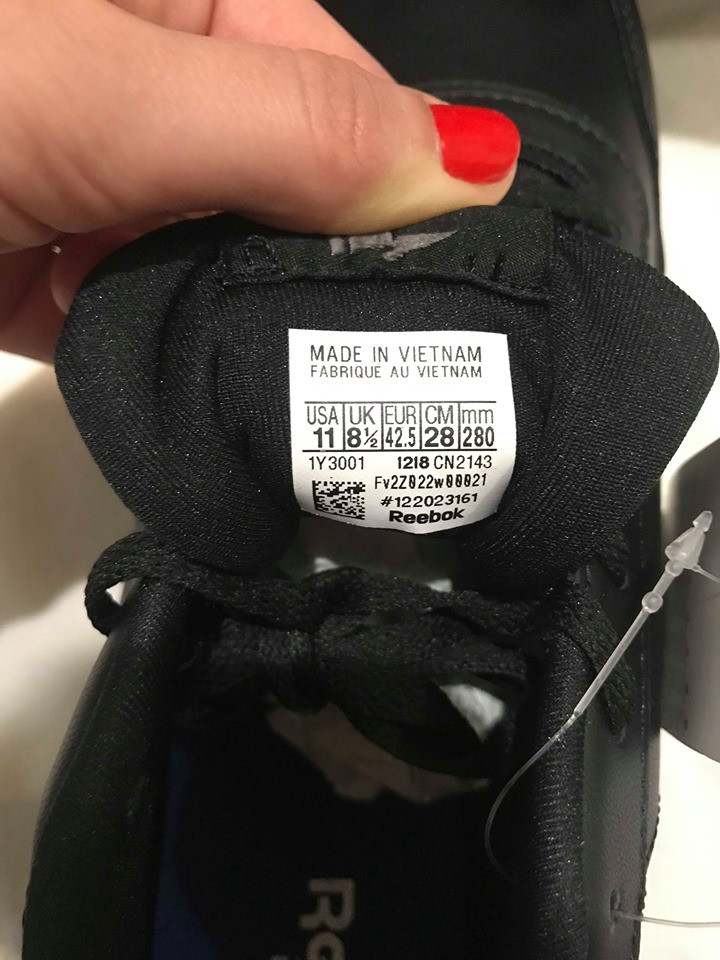 MADE IN VIETNAM
FABRIQUE AU VIETNAM
USA UK EUR CM mm
11 8½ 42.5 28 280
1Y3001 1218 CN2143
Fv2Z022w00021
#122023161
Reebok